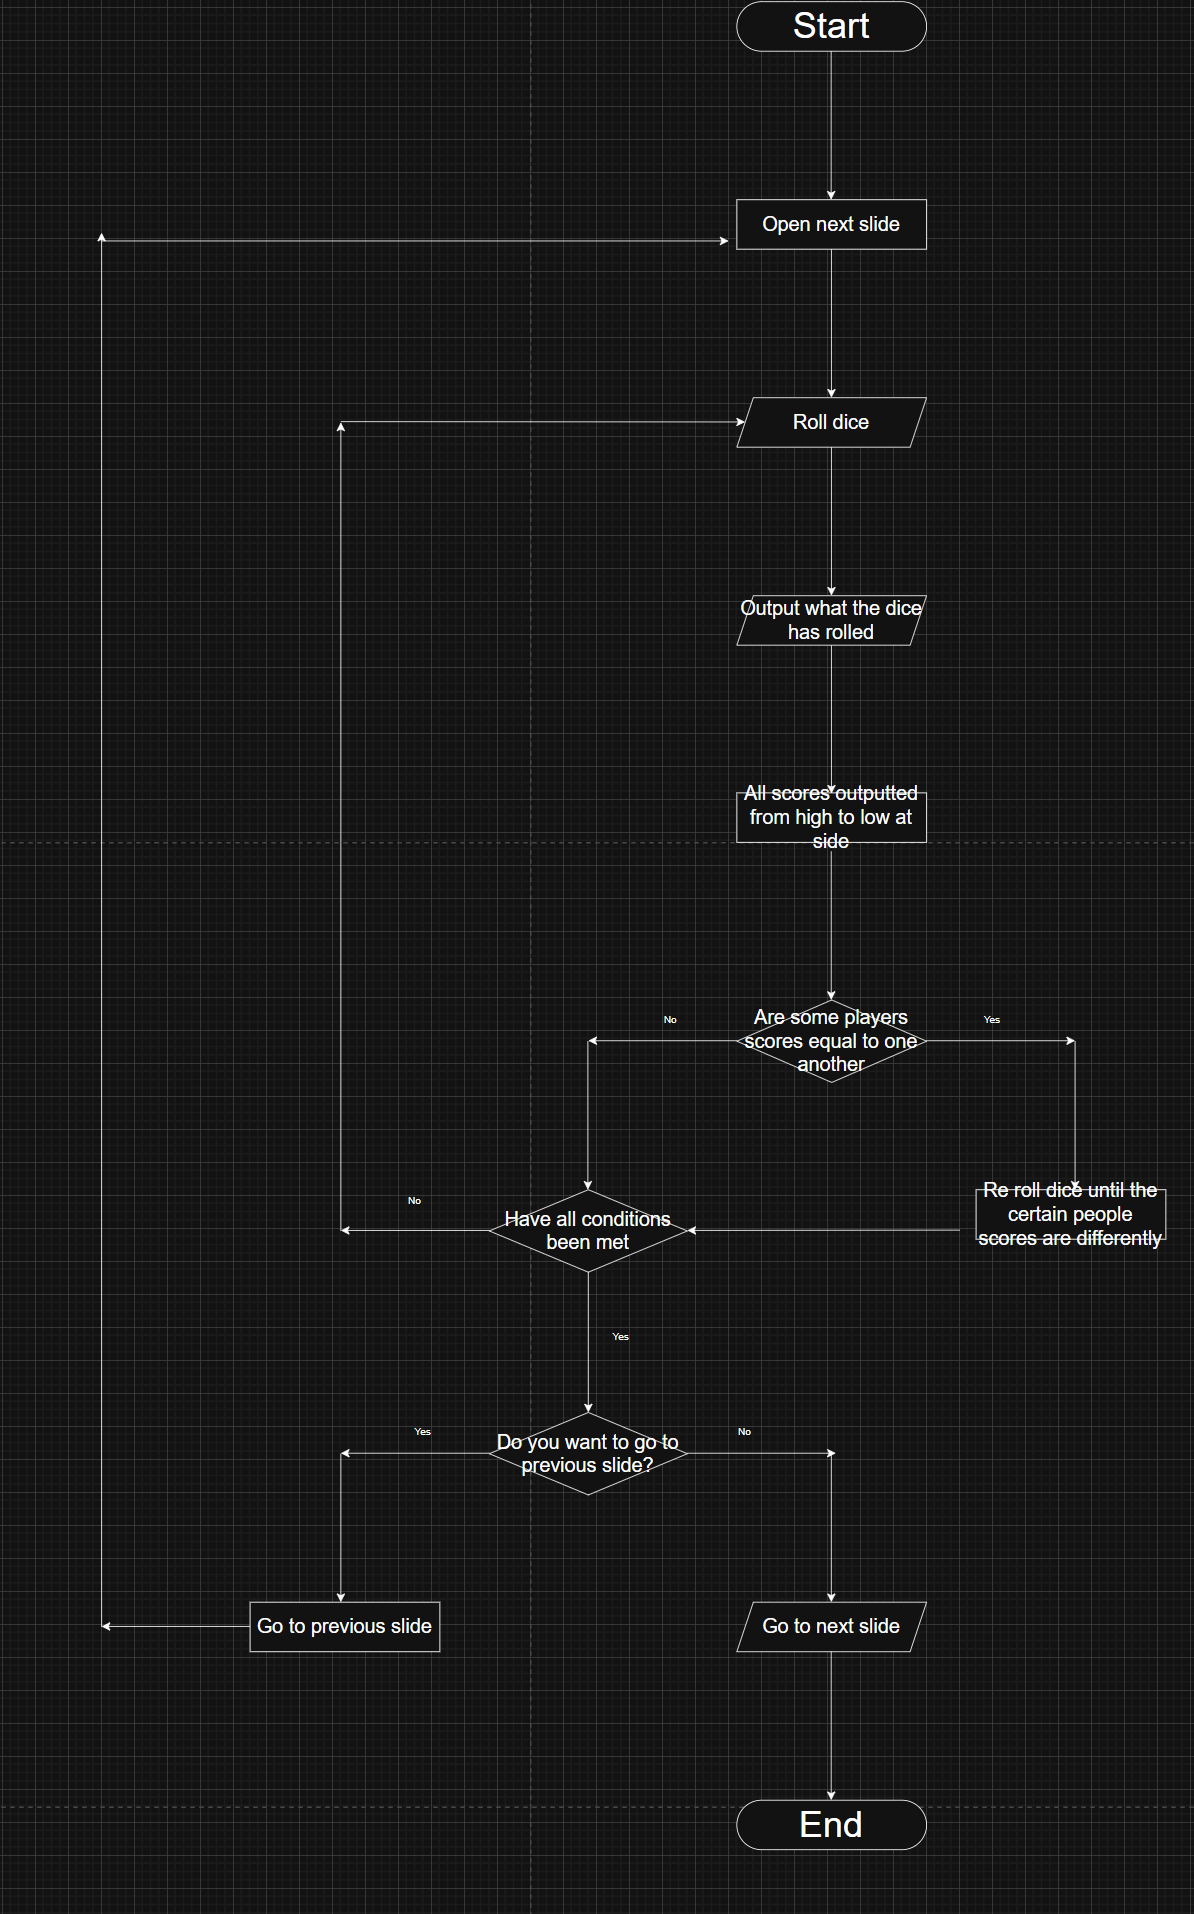 Start
Open next slide
Roll dice
Output what the dice
has rolled
All scores outputted
from high to low at
side
Are some players
scores equal to one
another
No
Yes
Re roll dice until the
certain people
scores are differently
Have all conditions
been met
No
Yes
Do you want to go to
previous slide?
Yes
No
Go to previous slide
Go to next slide
End